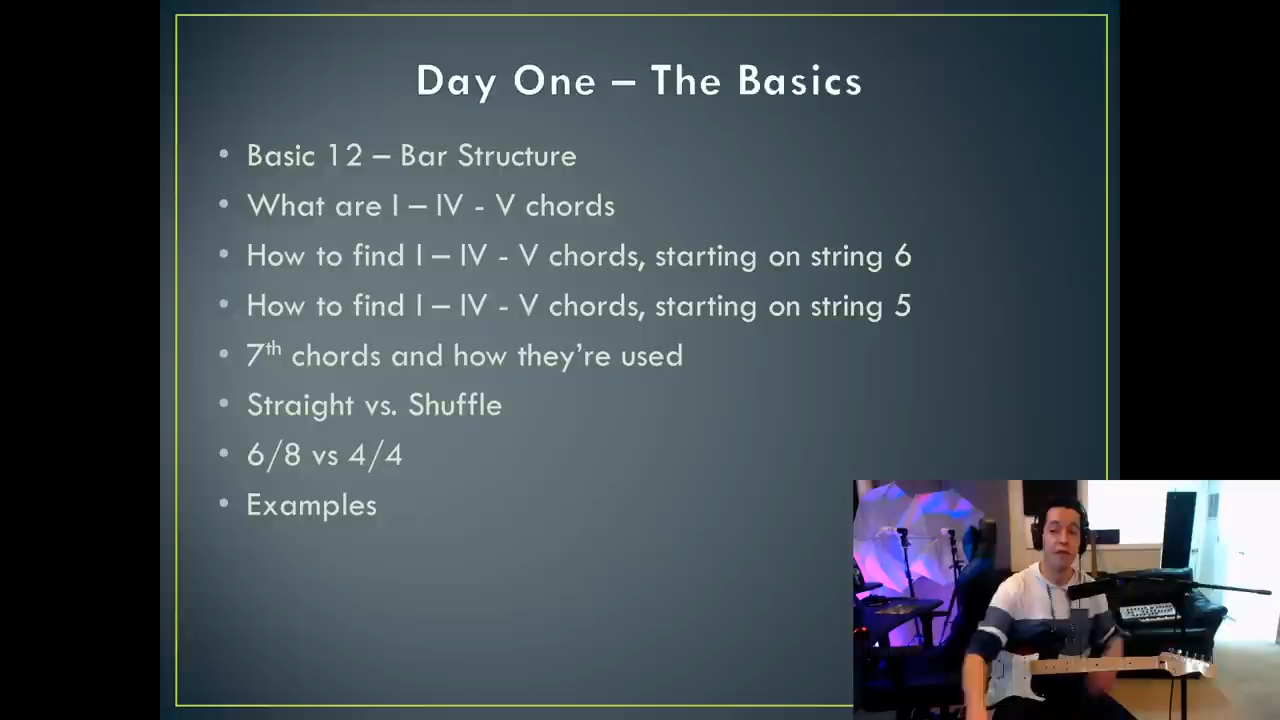 Day One – The Basics
• Basic 12 – Bar Structure
• What are I – IV - V chords
• How to find I – IV - V chords, starting on string 6
• How to find I – IV - V chords, starting on string 5
• 7th chords and how they're used
• Straight vs. Shuffle
• 6/8 vs 4/4
• Examples